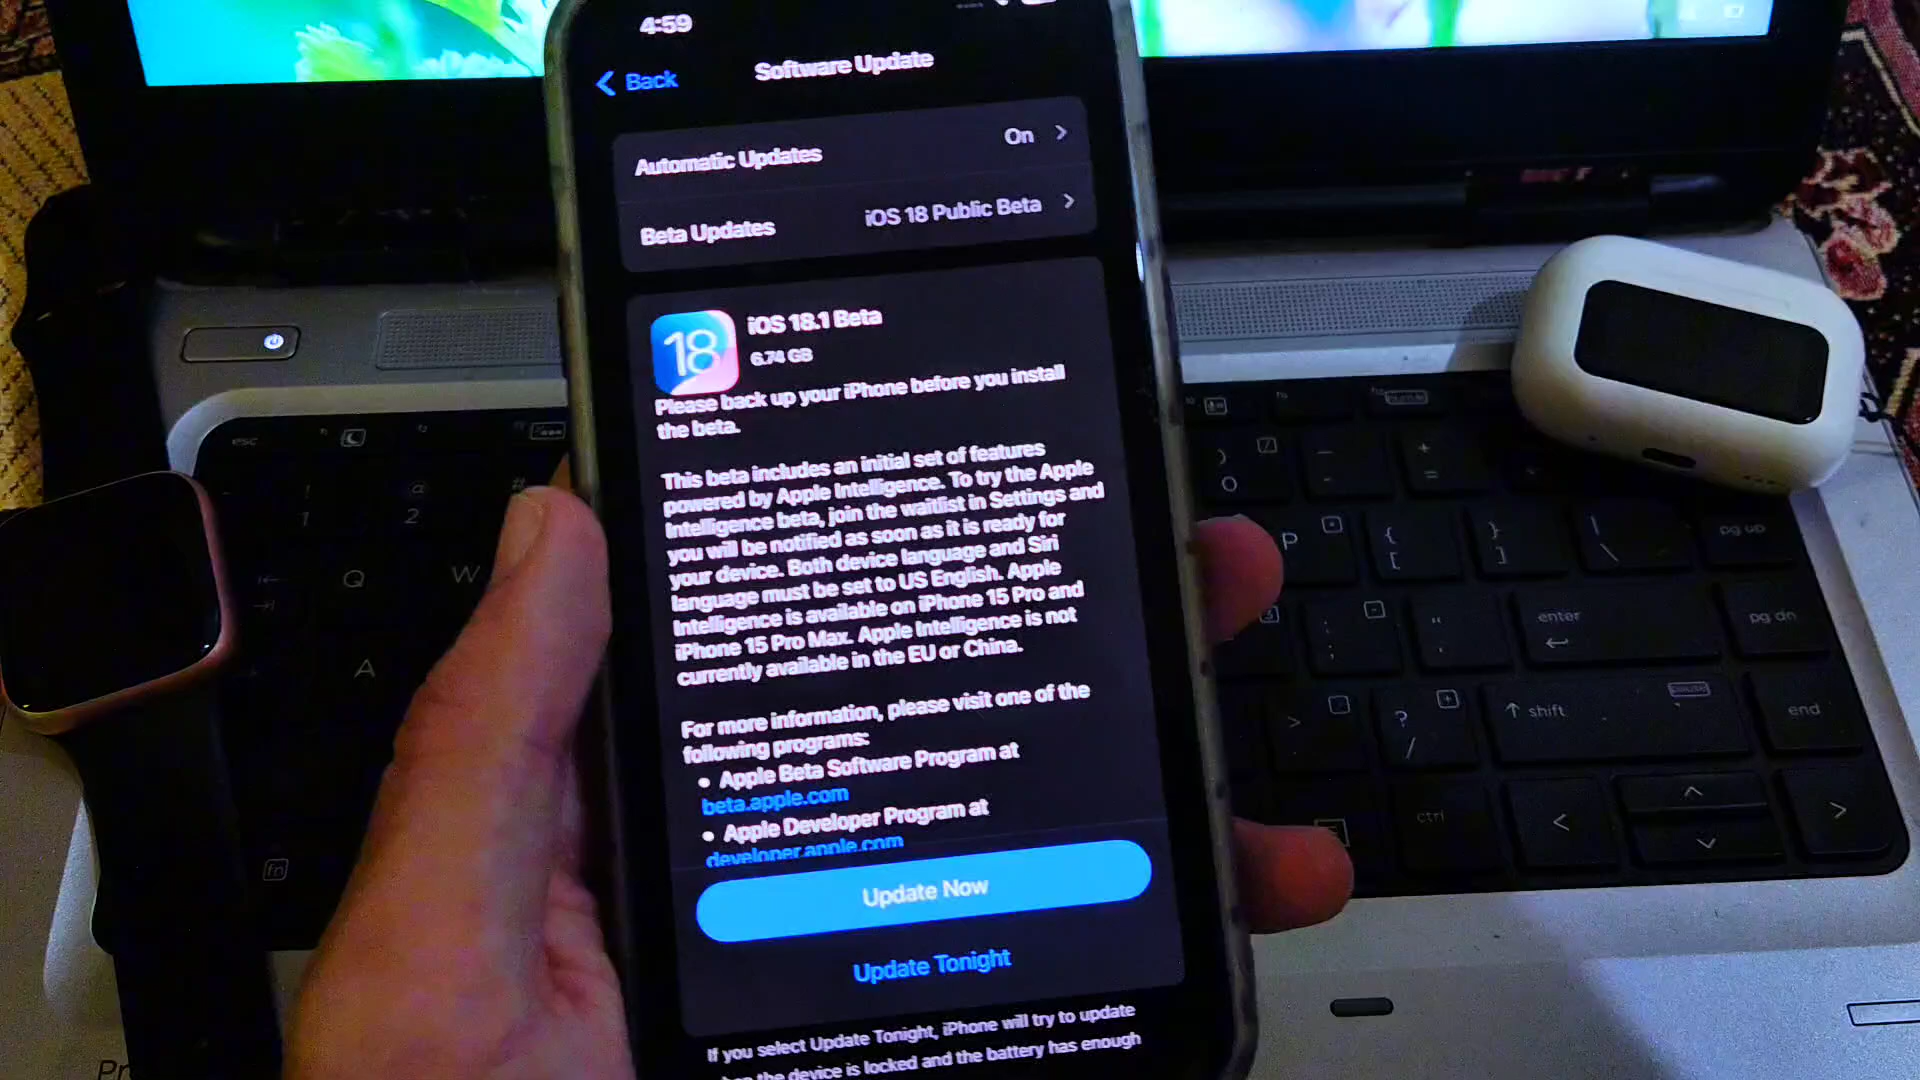 4:59
Back
Software Update
Automatic Updates On
Beta Updates iOS 18 Public Beta
18
iOS 18.1 Beta
6.74 GB
Please back up your iPhone before you install
the beta.
This beta includes an initial set of features
powered by Apple Intelligence. To try the Apple
Intelligence beta, join the waitlist in Settings and
you will be notified as soon as it is ready for
your device. Both device language and Siri
language must be set to US English. Apple
Intelligence is available on iPhone 15 Pro and
iPhone 15 Pro Max. Apple Intelligence is not
currently available in the EU or China.
For more information, please visit one of the
following programs:
• Apple Beta Software Program at
beta.apple.com
• Apple Developer Program at
developer.apple.com
Update Now
Update Tonight
If you select Update Tonight, iPhone will try to update
the device is locked and the battery has enough
esc
! 1
@ 2
#
) 0
_ -
+ =
Q
W
P
{ [
} ]
| \
pg up
A
: ;
" '
enter
pg dn
>
? /
↑ shift
pause
end
fn
ctrl
<
>